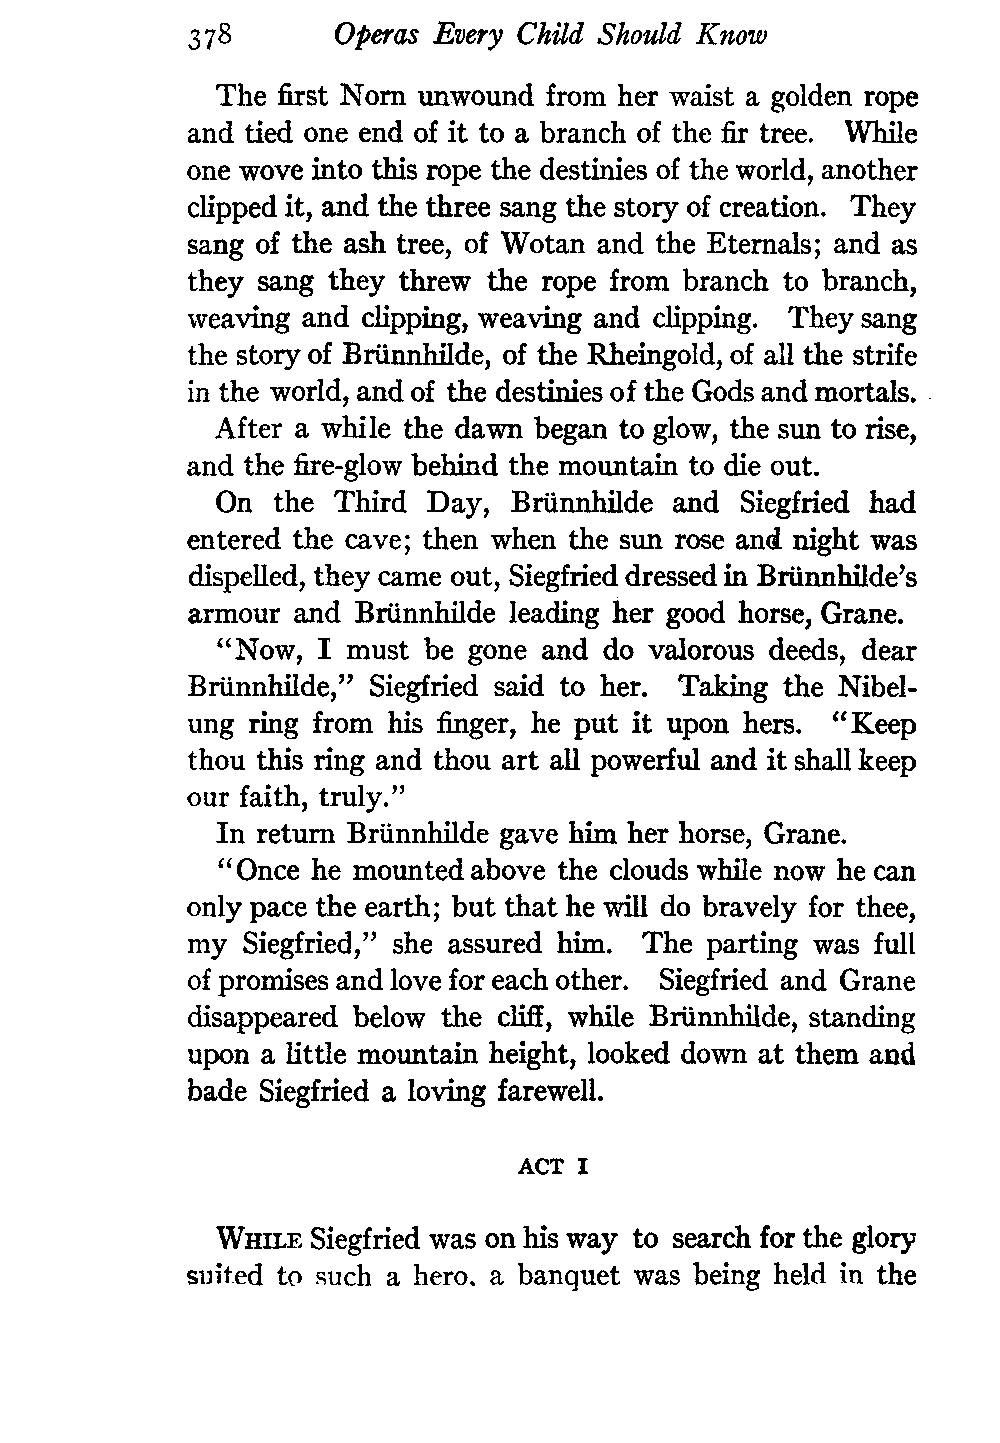 378 Operas Every Child Should Know
The first Norn unwound from her waist a golden rope
and tied one end of it to a branch of the fir tree. While
one wove into this rope the destinies of the world, another
clipped it, and the three sang the story of creation. They
sang of the ash tree, of Wotan and the Eternals; and as
they sang they threw the rope from branch to branch,
weaving and clipping, weaving and clipping. They sang
the story of Brünnhilde, of the Rheingold, of all the strife
in the world, and of the destinies of the Gods and mortals.
After a while the dawn began to glow, the sun to rise,
and the fire-glow behind the mountain to die out.
On the Third Day, Brünnhilde and Siegfried had
entered the cave; then when the sun rose and night was
dispelled, they came out, Siegfried dressed in Brünnhilde's
armour and Brünnhilde leading her good horse, Grane.
"Now, I must be gone and do valorous deeds, dear
Brünnhilde," Siegfried said to her. Taking the Nibel-
ung ring from his finger, he put it upon hers. "Keep
thou this ring and thou art all powerful and it shall keep
our faith, truly."
In return Brünnhilde gave him her horse, Grane.
"Once he mounted above the clouds while now he can
only pace the earth; but that he will do bravely for thee,
my Siegfried," she assured him. The parting was full
of promises and love for each other. Siegfried and Grane
disappeared below the cliff, while Brünnhilde, standing
upon a little mountain height, looked down at them and
bade Siegfried a loving farewell.
ACT I
WHILE Siegfried was on his way to search for the glory
suited to such a hero, a banquet was being held in the